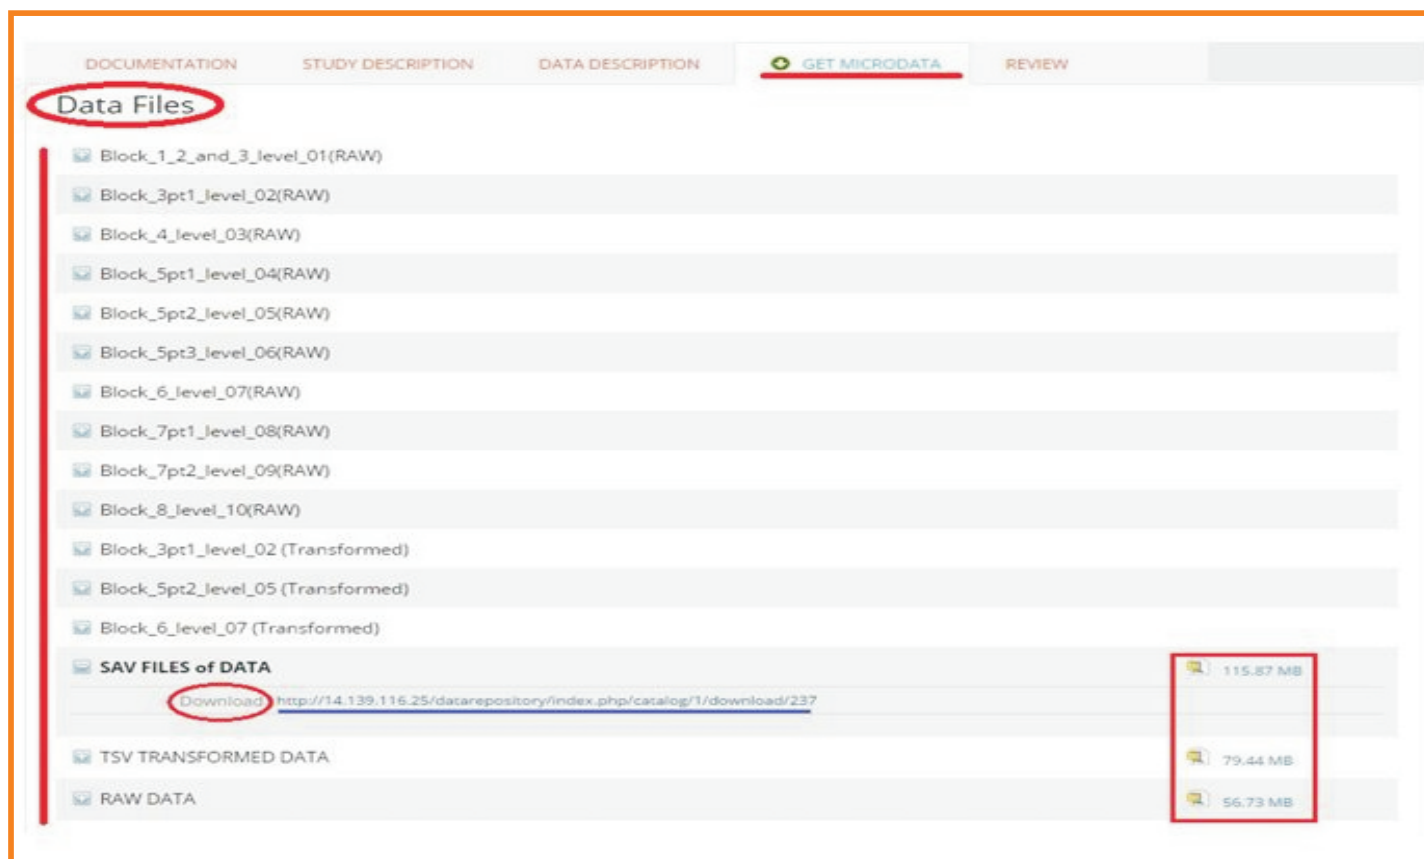 DOCUMENTATION STUDY DESCRIPTION DATA DESCRIPTION GET MICRODATA REVIEW
Data Files
Block_1_2_and_3_level_01(RAW)
Block_3pt1_level_02(RAW)
Block_4_level_03(RAW)
Block_5pt1_level_04(RAW)
Block_5pt2_level_05(RAW)
Block_5pt3_level_06(RAW)
Block_6_level_07(RAW)
Block_7pt1_level_08(RAW)
Block_7pt2_level_09(RAW)
Block_8_level_10(RAW)
Block_3pt1_level_02 (Transformed)
Block_5pt2_level_05 (Transformed)
Block_6_level_07 (Transformed)
SAV FILES of DATA 115.87 MB
Download http://14.139.116.25/datarepository/index.php/catalog/1/download/237
TSV TRANSFORMED DATA 79.44 MB
RAW DATA 56.73 MB